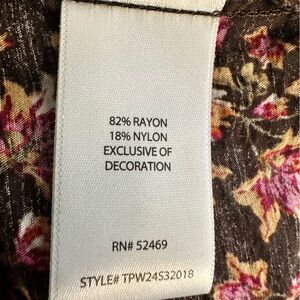 82% RAYON
18% NYLON
EXCLUSIVE OF
DECORATION
RN# 52469
STYLE# TPW24S32018